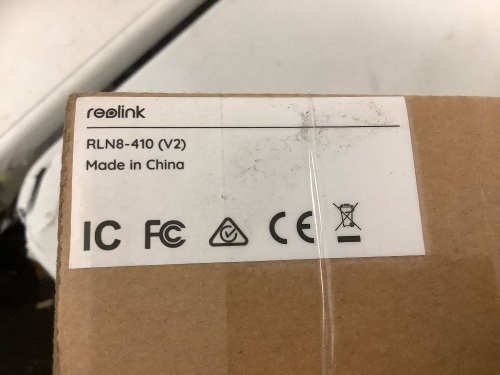 reolink
RLN8-410 (V2)
Made in China
IC FC CE